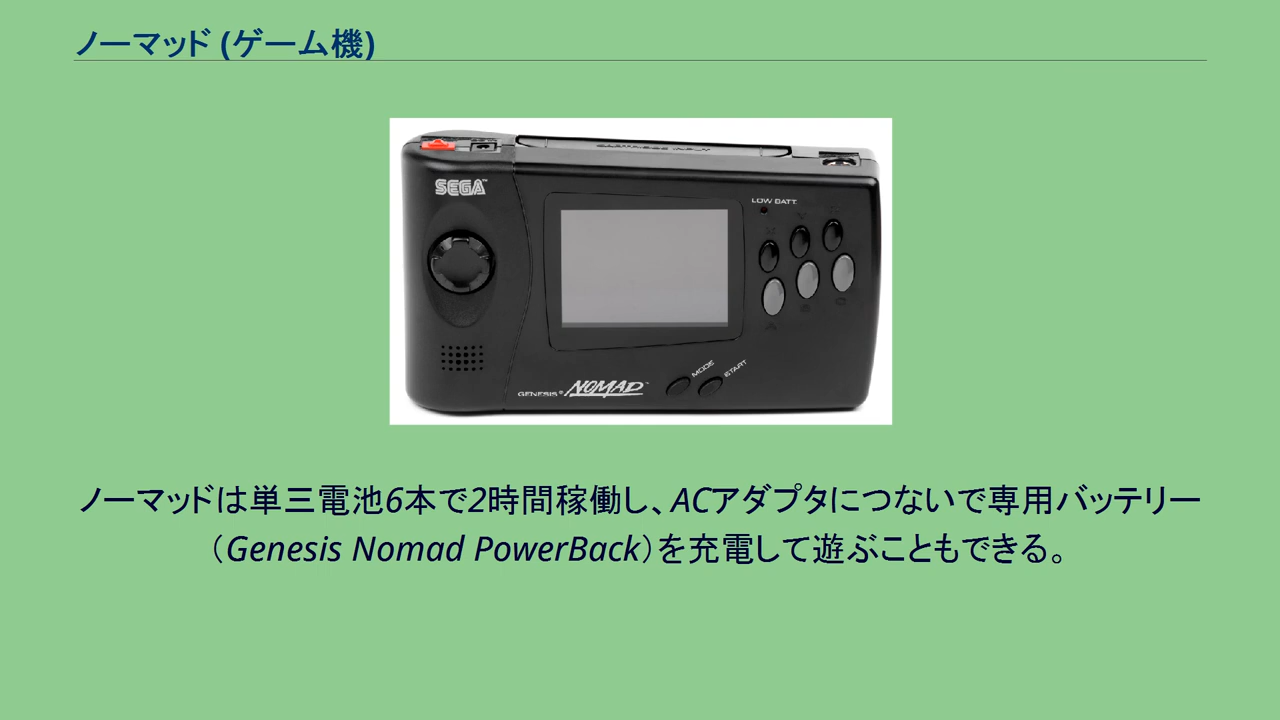 ノーマッド (ゲーム機)
SEGA
LOW BATT.
MODE
START
GENESIS® NOMAD™
ノーマッドは単三電池6本で2時間稼働し、ACアダプタにつないで専用バッテリー
（Genesis Nomad PowerBack）を充電して遊ぶこともできる。